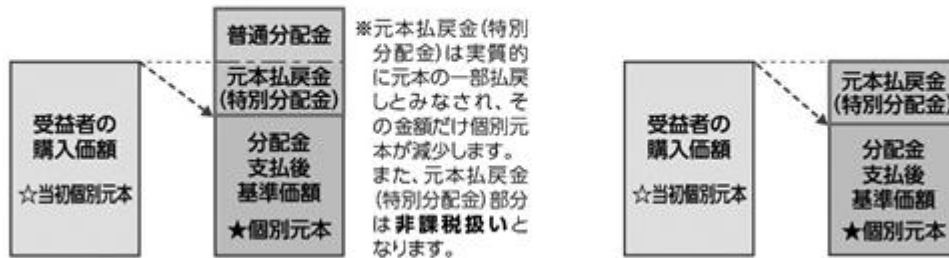 普通分配金
元本払戻金
(特別分配金)
受益者の
購入価額
☆当初個別元本
分配金
支払後
基準価額
★個別元本
※元本払戻金(特別
分配金)は実質的
に元本の一部払戻
しとみなされ、そ
の金額だけ個別元
本が減少します。
また、元本払戻金
(特別分配金)部分
は非課税扱いと
なります。
受益者の
購入価額
☆当初個別元本
元本払戻金
(特別分配金)
分配金
支払後
基準価額
★個別元本